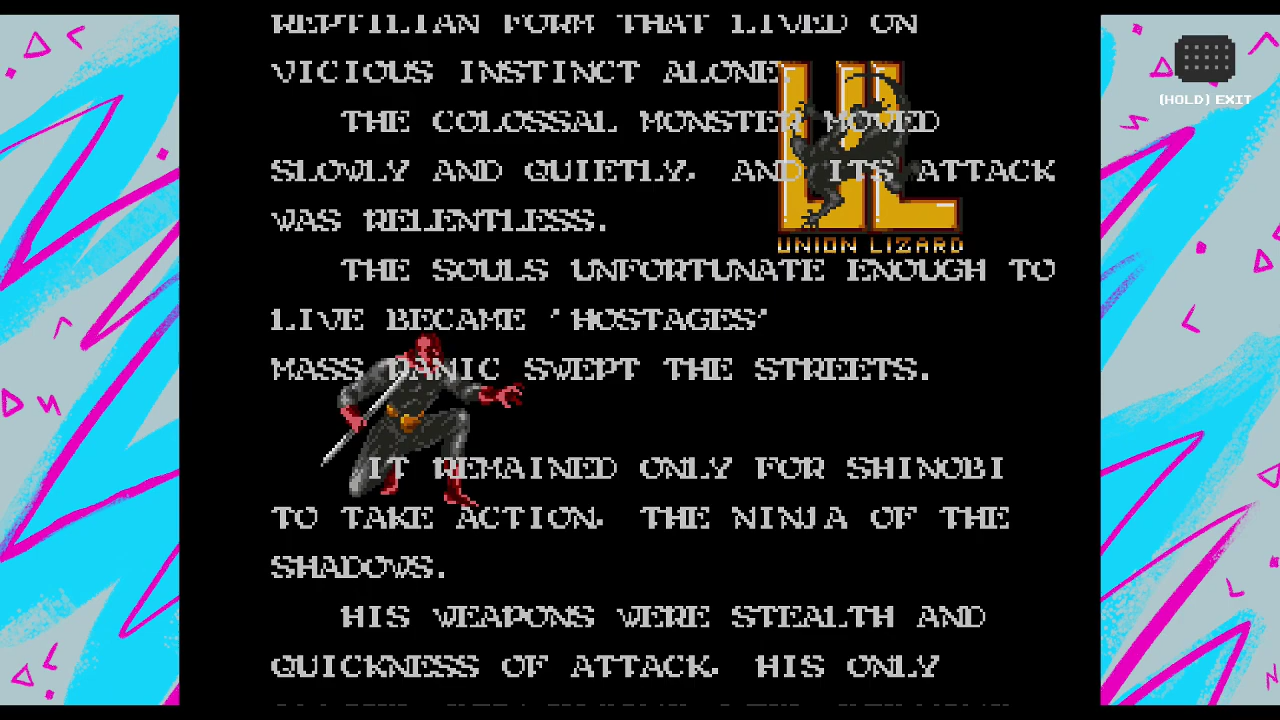 REPTILIAN FORM THAT LIVED ON
VICIOUS INSTINCT ALONE.
THE COLOSSAL MONSTER MOVED
SLOWLY AND QUIETLY. AND ITS ATTACK
WAS RELENTLESS.
UNION LIZARD
THE SOULS UNFORTUNATE ENOUGH TO
LIVE BECAME 'HOSTAGES'
MASS PANIC SWEPT THE STREETS.
IT REMAINED ONLY FOR SHINOBI
TO TAKE ACTION. THE NINJA OF THE
SHADOWS.
HIS WEAPONS WERE STEALTH AND
QUICKNESS OF ATTACK. HIS ONLY
(HOLD) EXIT